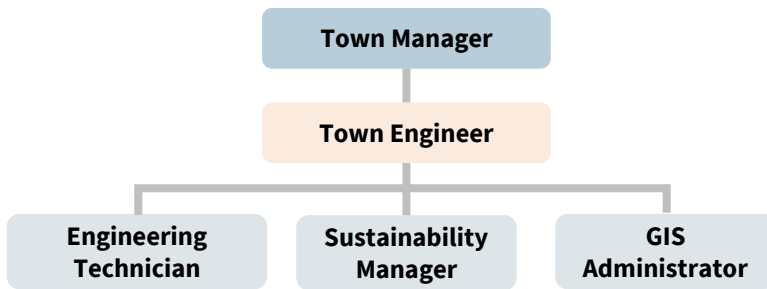 Town Manager
Town Engineer
Engineering
Technician
Sustainability
Manager
GIS
Administrator